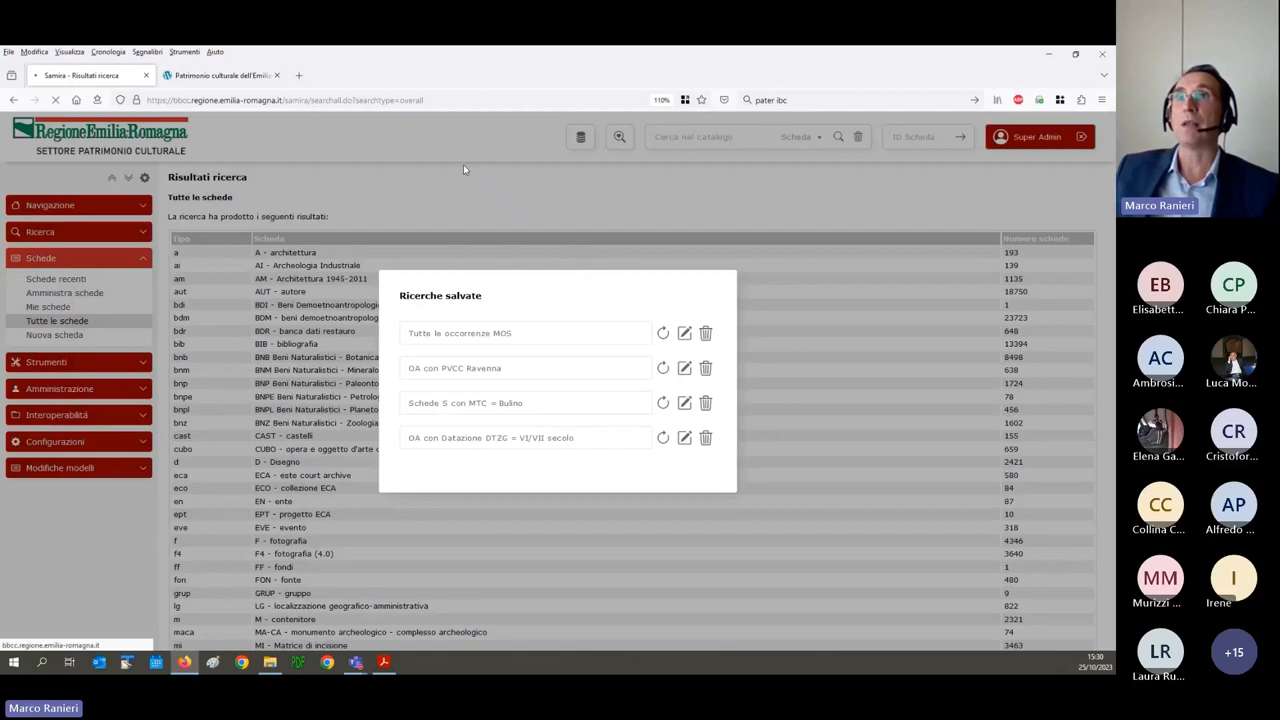 File Modifica Visualizza Cronologia Segnalibri Strumenti Aiuto
Samira - Risultati ricerca
Patrimonio culturale dell'Emili
https://bbcc.regione.emilia-romagna.it/samira/searchall.do?searchtype=overall
110%
pater ibc
RegioneEmiliaRomagna
SETTORE PATRIMONIO CULTURALE
Cerca nel catalogo
Scheda
ID Scheda
Super Admin
Navigazione
Ricerca
Schede
Schede recenti
Amministra schede
Mie schede
Tutte le schede
Nuova scheda
Strumenti
Amministrazione
Interoperabilità
Configurazioni
Modifiche modelli
Risultati ricerca
Tutte le schede
La ricerca ha prodotto i seguenti risultati:
Tipo Scheda Numero schede
a A - architettura 193
ai AI - Archeologia Industriale 139
am AM - Architettura 1945-2011 1135
aut AUT - autore 18750
bdi BDI - Beni Demoetnoantropolo 1
bdm BDM - beni demoetnoantropo 23723
bdr BDR - banca dati restauro 648
bib BIB - bibliografia 13394
bnb BNB Beni Naturalistici - Botanica 8498
bnm BNM Beni Naturalistici - Mineralo 638
bnp BNP Beni Naturalistici - Paleonto 1724
bnpe BNPE Beni Naturalistici - Petrolog 78
bnpl BNPL Beni Naturalistici - Planeto 456
bnz BNZ Beni Naturalistici - Zoologia 1602
cast CAST - castelli 155
cubo CUBO - opera e oggetto d'arte c 659
d D - Disegno 2421
eca ECA - este court archive 580
eco ECO - collezione ECA 84
en EN - ente 87
ept EPT - progetto ECA 10
eve EVE - evento 318
f F - fotografia 4346
f4 F4 - fotografia (4.0) 3640
ff FF - fondi 1
fon FON - fonte 480
grup GRUP - gruppo 9
lg LG - localizzazione geografico-amministrativa 822
m M - contenitore 2321
maca MA-CA - monumento archeologico - complesso archeologico 74
mi MI - Matrice di incisione 3463
Ricerche salvate
Tutte le occorrenze MOS
OA con PVCC Ravenna
Schede S con MTC = Bulino
OA con Datazione DTZG = VI/VII secolo
bbcc.regione.emilia-romagna.it
PDF
15:30
25/10/2023
Marco Ranieri
EB
Elisabett...
CP
Chiara P...
AC
Ambrosi...
Luca Mo...
Elena Ga...
CR
Cristofor...
CC
Collina C...
AP
Alfredo ...
MM
Murizzi ...
I
Irene
LR
Laura Ru...
+15
Marco Ranieri